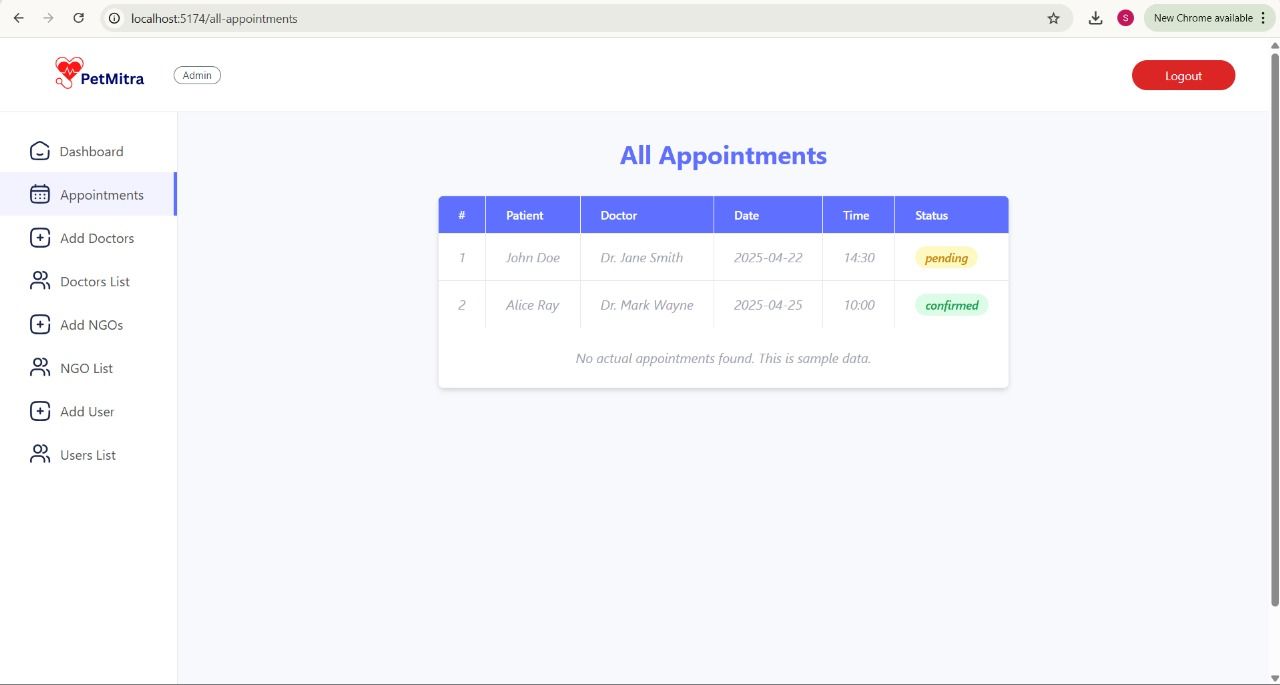 localhost:5174/all-appointments
S
New Chrome available
PetMitra
Admin
Logout
Dashboard
Appointments
Add Doctors
Doctors List
Add NGOs
NGO List
Add User
Users List
All Appointments
# Patient Doctor Date Time Status
1 John Doe Dr. Jane Smith 2025-04-22 14:30 pending
2 Alice Ray Dr. Mark Wayne 2025-04-25 10:00 confirmed
No actual appointments found. This is sample data.